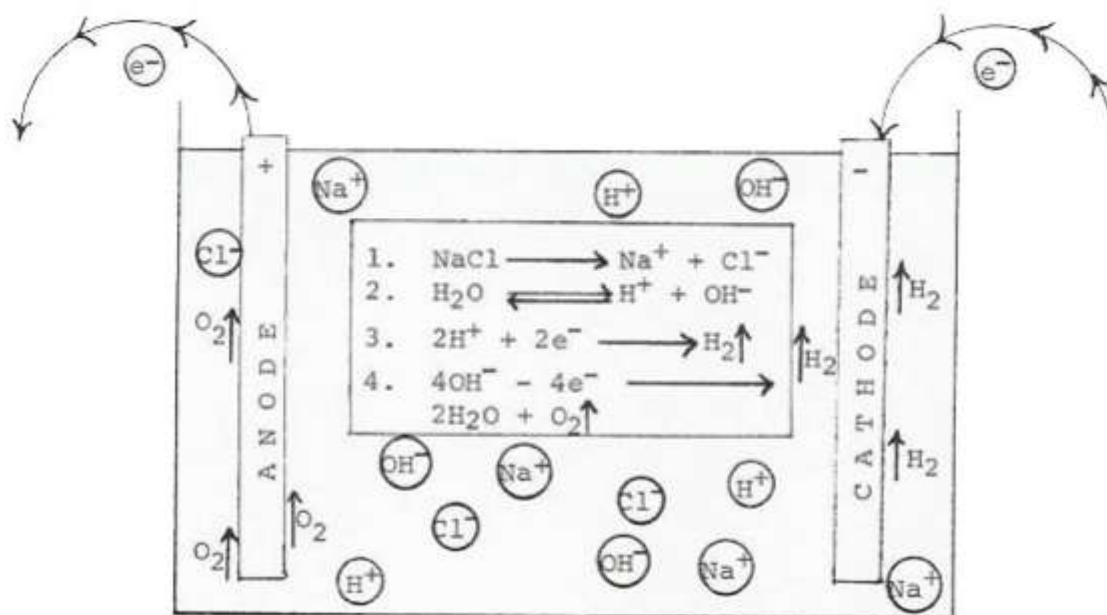 e⁻ e⁻
+ -
Na⁺ H⁺ OH⁻
Cl⁻
1. NaCl ⟶ Na⁺ + Cl⁻
2. H₂O ⇌ H⁺ + OH⁻
3. 2H⁺ + 2e⁻ ⟶ H₂↑
4. 4OH⁻ - 4e⁻ ⟶
2H₂O + O₂↑
O₂↑
ANODE
↑H₂
↑H₂
CATHODE
↑H₂
OH⁻ Na⁺ Cl⁻ H⁺
Cl⁻
↑O₂
O₂↑
H⁺ OH⁻ Na⁺ Na⁺